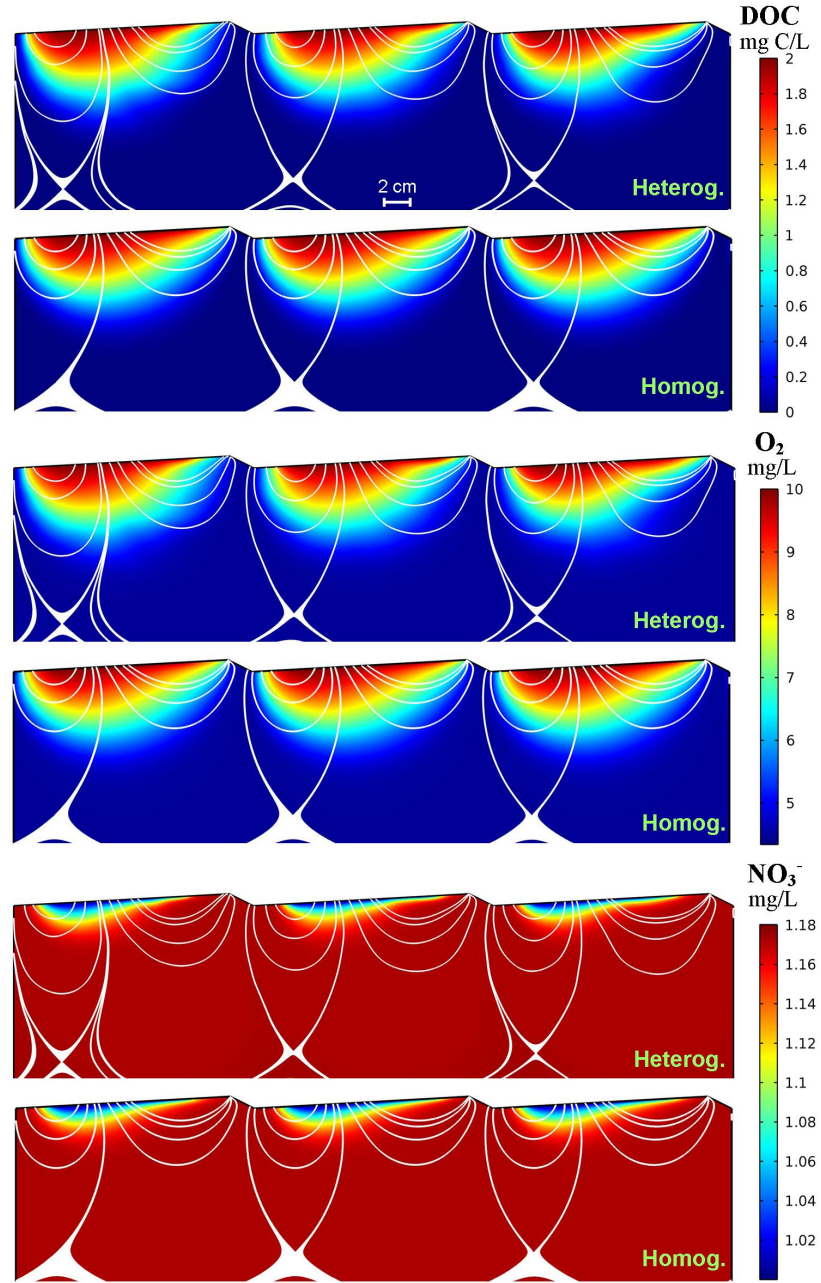 DOC
mg C/L
2
1.8
1.6
1.4
1.2
1
0.8
0.6
0.4
0.2
0
2 cm
Heterog.
Homog.
O₂
mg/L
10
9
8
7
6
5
Heterog.
Homog.
NO₃⁻
mg/L
1.18
1.16
1.14
1.12
1.1
1.08
1.06
1.04
1.02
Heterog.
Homog.